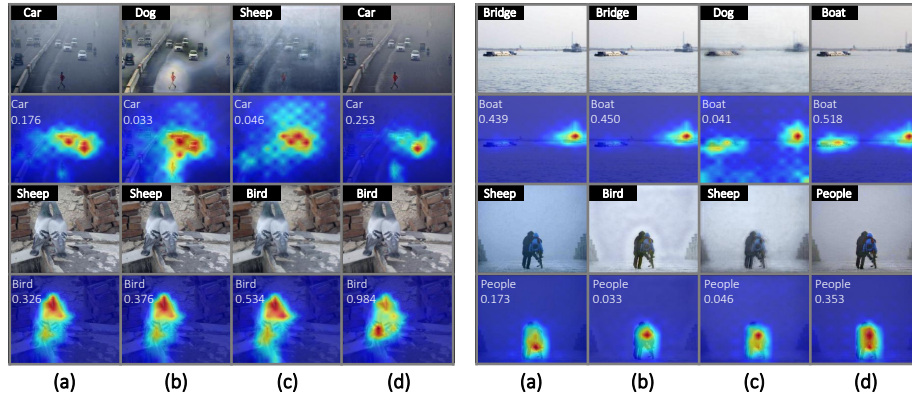 Car Dog Sheep Car
Car Car Car Car
0.176 0.033 0.046 0.253
Sheep Sheep Bird Bird
Bird Bird Bird Bird
0.326 0.376 0.534 0.984
(a) (b) (c) (d)
Bridge Bridge Dog Boat
Boat Boat Dog Boat
0.439 0.450 0.041 0.518
Sheep Bird Sheep People
People People People People
0.173 0.033 0.046 0.353
(a) (b) (c) (d)